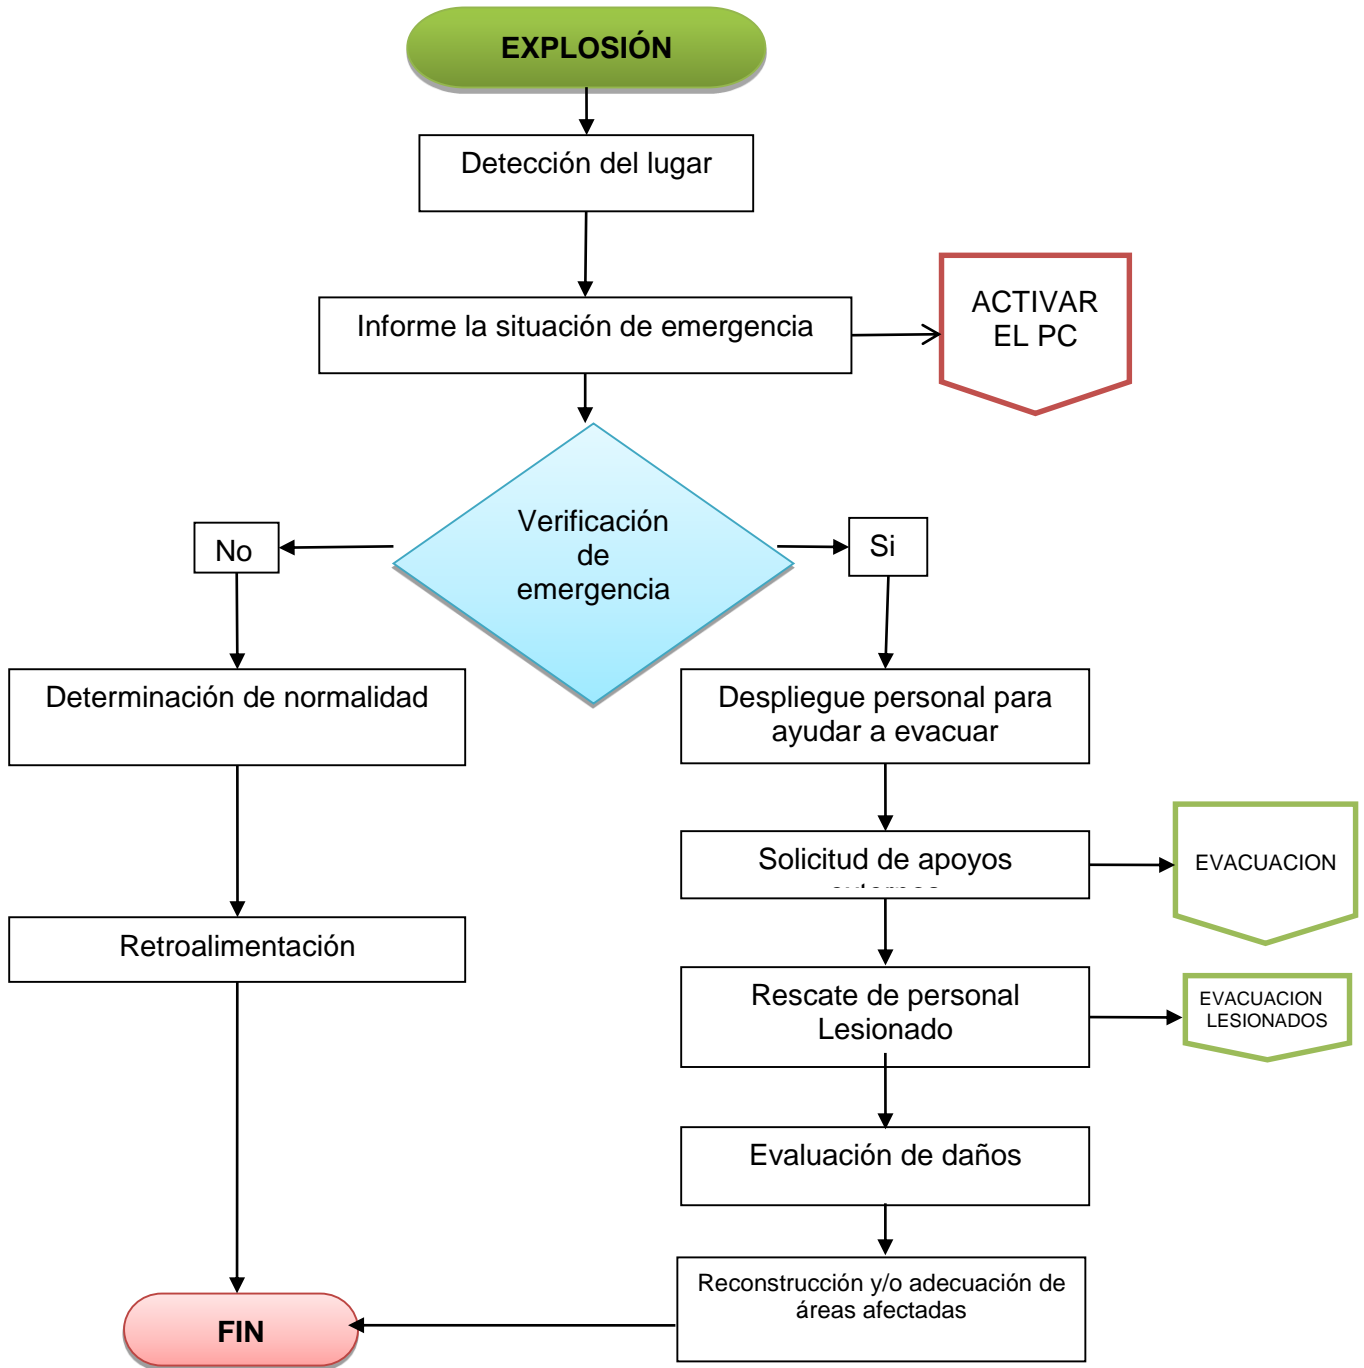 EXPLOSIÓN
Detección del lugar
Informe la situación de emergencia
ACTIVAR
EL PC
Verificación
de
emergencia
No
Si
Determinación de normalidad
Despliegue personal para
ayudar a evacuar
Solicitud de apoyos
EVACUACION
Retroalimentación
Rescate de personal
Lesionado
EVACUACION
LESIONADOS
Evaluación de daños
Reconstrucción y/o adecuación de
áreas afectadas
FIN